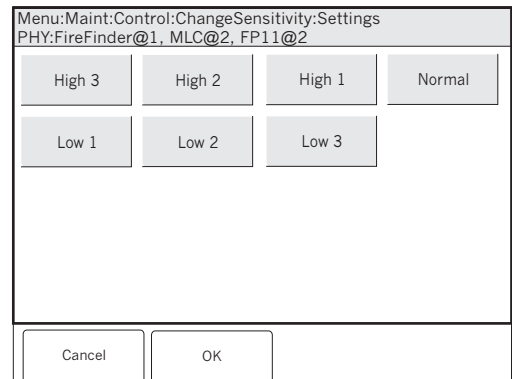 Menu:Maint:Control:ChangeSensitivity:Settings
PHY:FireFinder@1, MLC@2, FP11@2
High 3 High 2 High 1 Normal
Low 1 Low 2 Low 3
Cancel OK